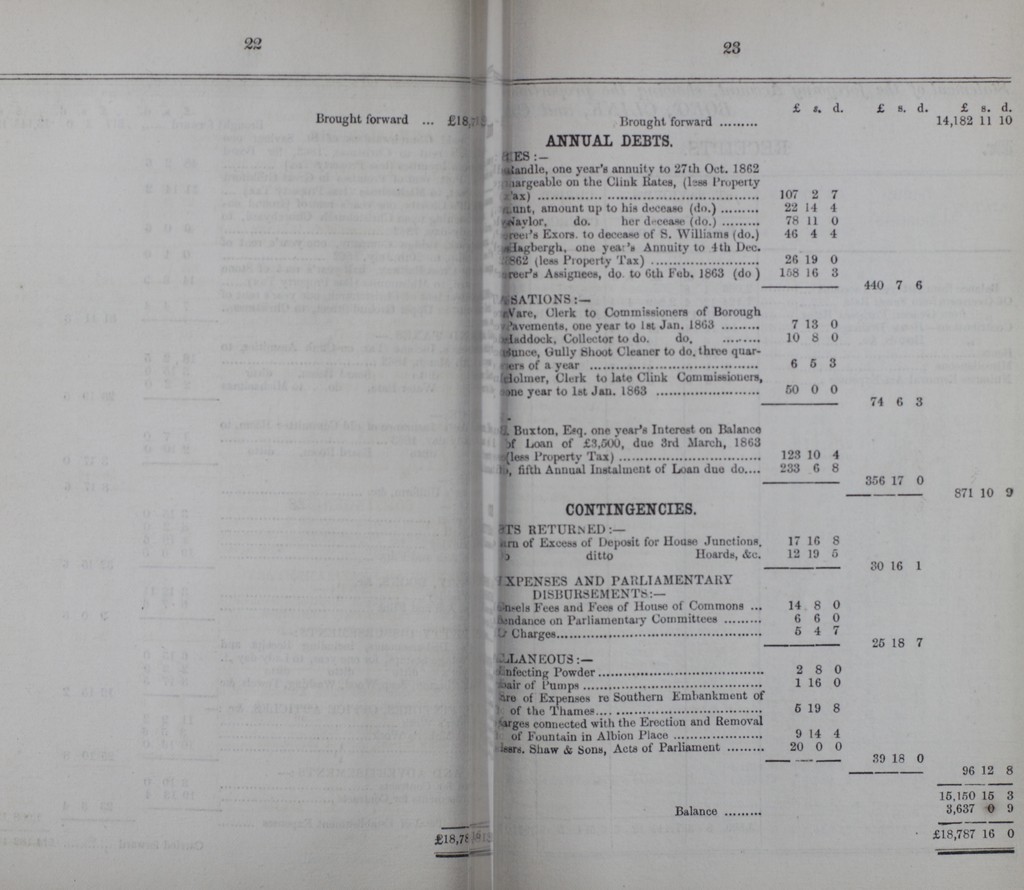 22
Brought forward ... £18,
£18,78
23
£ s. d. £ s. d. £ s. d.
Brought forward ......... 14,182 11 10
ANNUAL DEBTS.
:—
one year's annuity to 27th Oct. 1862
chargeable on the Clink Rates, (less Property
Tax) ................................................ 107 2 7
amount up to his decease (do.) ......... 22 14 4
Naylor, do. her decease (do.) ......... 78 11 0
Exors. to decease of S. Williams (do.) 46 4 4
one year's Annuity to 4th Dec.
1862 (less Property Tax) ........................ 26 19 0
Assignees, do. to 6th Feb. 1863 (do ) 158 16 3
440 7 6
SATIONS:—
Ware, Clerk to Commissioners of Borough
Pavements, one year to 1st Jan. 1863 ......... 7 13 0
Maddock, Collector to do. do, ......... 10 8 0
Gully Shoot Cleaner to do, three quar-
ters of a year ...................................... 6 5 3
Holmer, Clerk to late Clink Commissioners,
one year to 1st Jan. 1863 ....................... 50 0 0
74 6 3
Buxton, Esq. one year's Interest on Balance
of Loan of £3,500, due 3rd March, 1863
(less Property Tax) ................................ 123 10 4
fifth Annual Instalment of Loan due do.... 233 6 8
356 17 0
871 10 9
CONTINGENCIES.
TS RETURNED:—
urn of Excess of Deposit for House Junctions, 17 16 8
ditto Hoards, &c. 12 19 5
30 16 1
EXPENSES AND PARLIAMENTARY
DISBURSEMENTS:—
nsels Fees and Fees of House of Commons ... 14 8 0
endance on Parliamentary Committees ......... 6 6 0
Charges............................................. 5 4 7
25 18 7
LLANEOUS:—
infecting Powder .................................... 2 8 0
pair of Pumps ....................................... 1 16 0
are of Expenses re Southern Embankment of
of the Thames.................................... 5 19 8
arges connected with the Erection and Removal
of Fountain in Albion Place ................... 9 14 4
essrs. Shaw & Sons, Acts of Parliament ......... 20 0 0
39 18 0
96 12 8
15,150 15 3
Balance ......... 3,637 0 9
£18,787 16 0